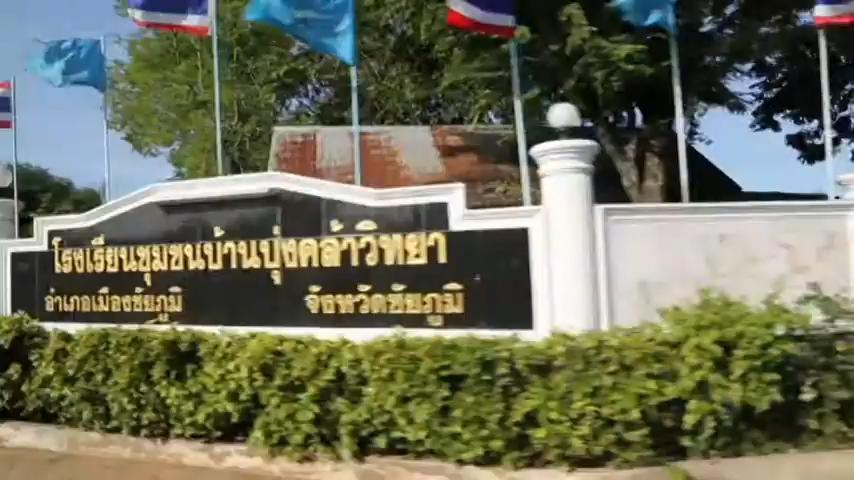 โรงเรียนชุมชนบ้านบุ่งคล้าวิทยา
อำเภอเมืองชัยภูมิ จังหวัดชัยภูมิ